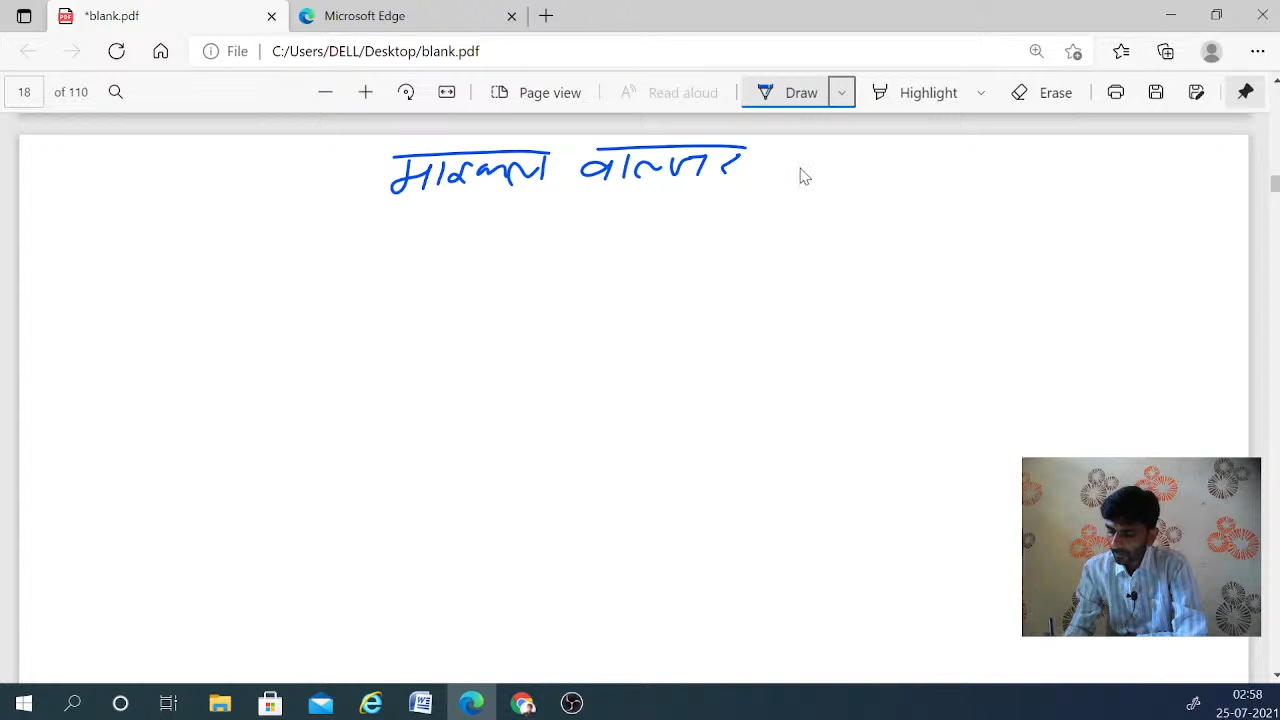 *blank.pdf
Microsoft Edge
File
C:/Users/DELL/Desktop/blank.pdf
18 of 110
Page view
Read aloud
Draw
Highlight
Erase
02:58
25-07-2021